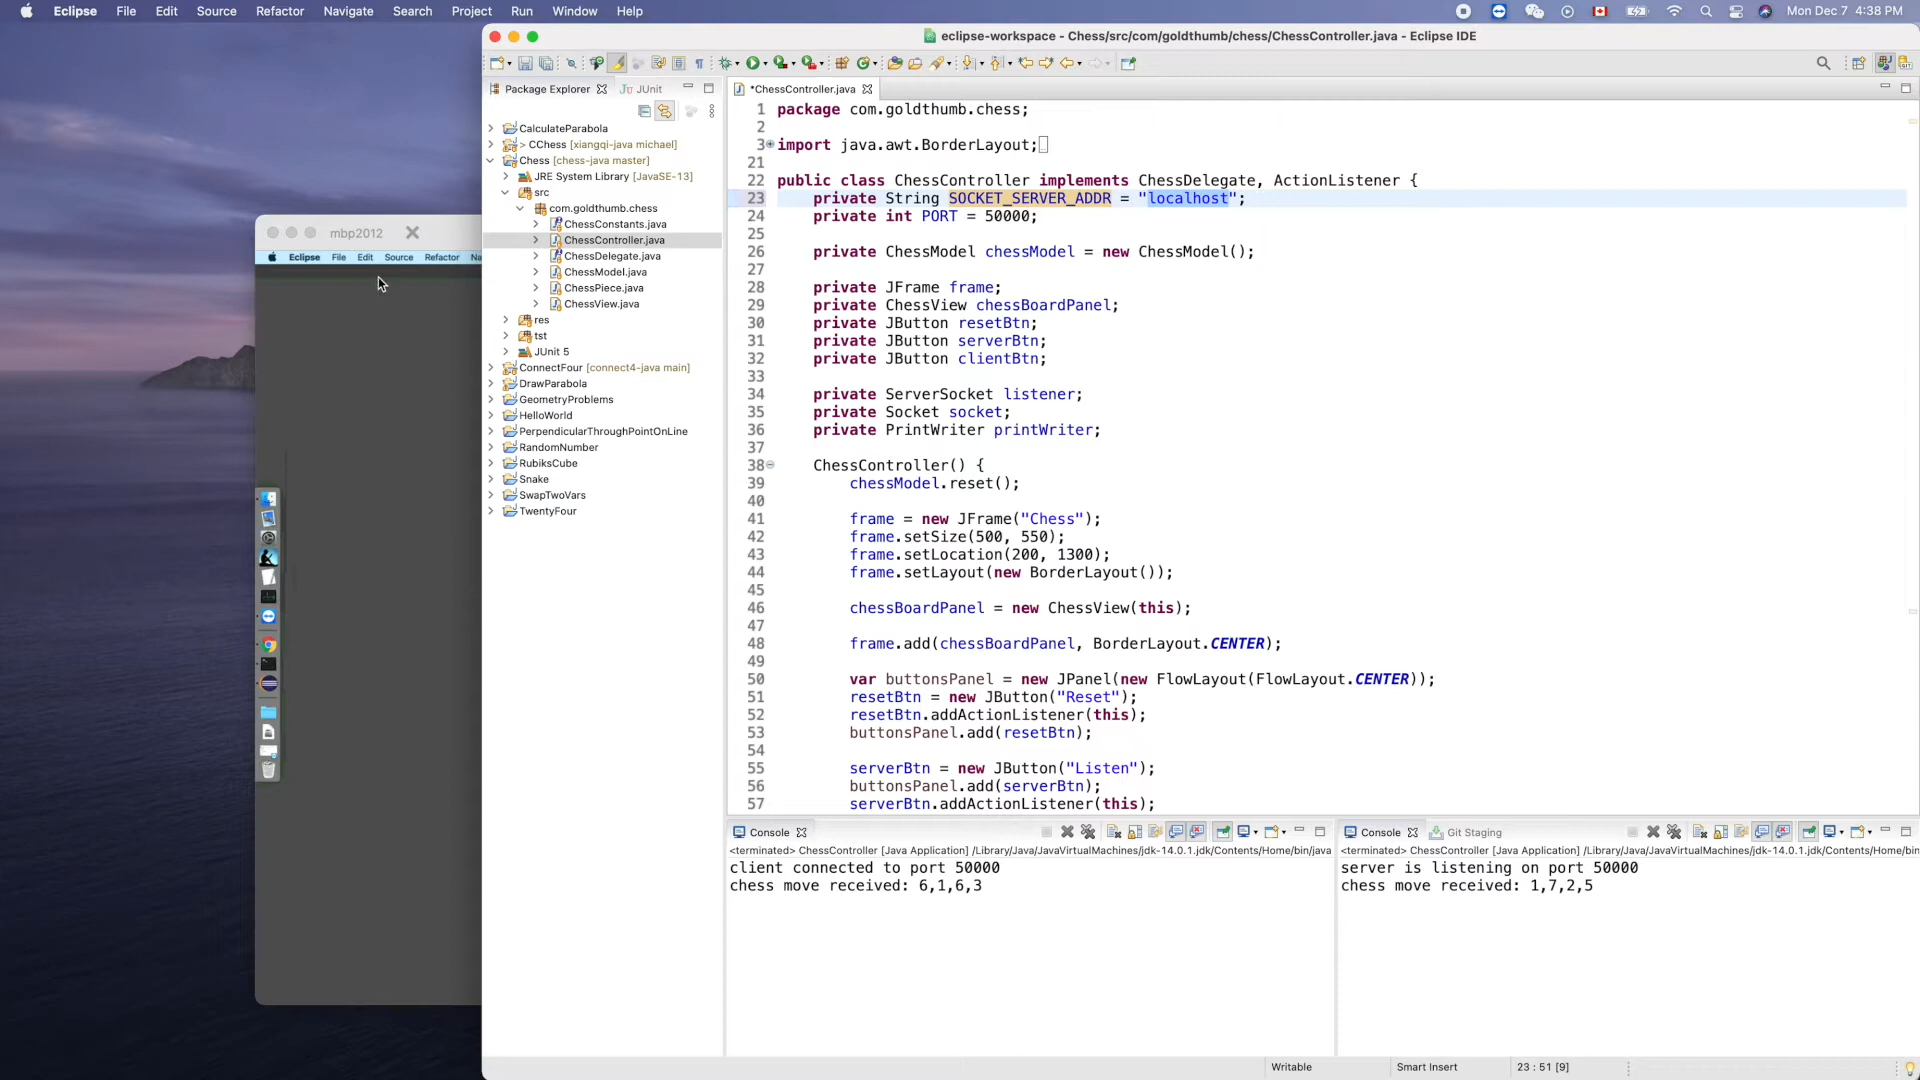 Eclipse File Edit Source Refactor Navigate Search Project Run Window Help Mon Dec 7 4:38 PM
eclipse-workspace - Chess/src/com/goldthumb/chess/ChessController.java - Eclipse IDE
mbp2012
Eclipse File Edit Source Refactor Na
Package Explorer JUnit
CalculateParabola
> CChess [xiangqi-java michael]
Chess [chess-java master]
JRE System Library [JavaSE-13]
src
com.goldthumb.chess
ChessConstants.java
ChessController.java
ChessDelegate.java
ChessModel.java
ChessPiece.java
ChessView.java
res
tst
JUnit 5
ConnectFour [connect4-java main]
DrawParabola
GeometryProblems
HelloWorld
PerpendicularThroughPointOnLine
RandomNumber
RubiksCube
Snake
SwapTwoVars
TwentyFour
*ChessController.java
1 package com.goldthumb.chess;
2
3 import java.awt.BorderLayout;
21
22 public class ChessController implements ChessDelegate, ActionListener {
23 private String SOCKET_SERVER_ADDR = "localhost";
24 private int PORT = 50000;
25
26 private ChessModel chessModel = new ChessModel();
27
28 private JFrame frame;
29 private ChessView chessBoardPanel;
30 private JButton resetBtn;
31 private JButton serverBtn;
32 private JButton clientBtn;
33
34 private ServerSocket listener;
35 private Socket socket;
36 private PrintWriter printWriter;
37
38 ChessController() {
39 chessModel.reset();
40
41 frame = new JFrame("Chess");
42 frame.setSize(500, 550);
43 frame.setLocation(200, 1300);
44 frame.setLayout(new BorderLayout());
45
46 chessBoardPanel = new ChessView(this);
47
48 frame.add(chessBoardPanel, BorderLayout.CENTER);
49
50 var buttonsPanel = new JPanel(new FlowLayout(FlowLayout.CENTER));
51 resetBtn = new JButton("Reset");
52 resetBtn.addActionListener(this);
53 buttonsPanel.add(resetBtn);
54
55 serverBtn = new JButton("Listen");
56 buttonsPanel.add(serverBtn);
57 serverBtn.addActionListener(this);
Console
<terminated> ChessController [Java Application] /Library/Java/JavaVirtualMachines/jdk-14.0.1.jdk/Contents/Home/bin/java
client connected to port 50000
chess move received: 6,1,6,3
Console Git Staging
<terminated> ChessController [Java Application] /Library/Java/JavaVirtualMachines/jdk-14.0.1.jdk/Contents/Home/bin
server is listening on port 50000
chess move received: 1,7,2,5
Writable Smart Insert 23 : 51 [9]